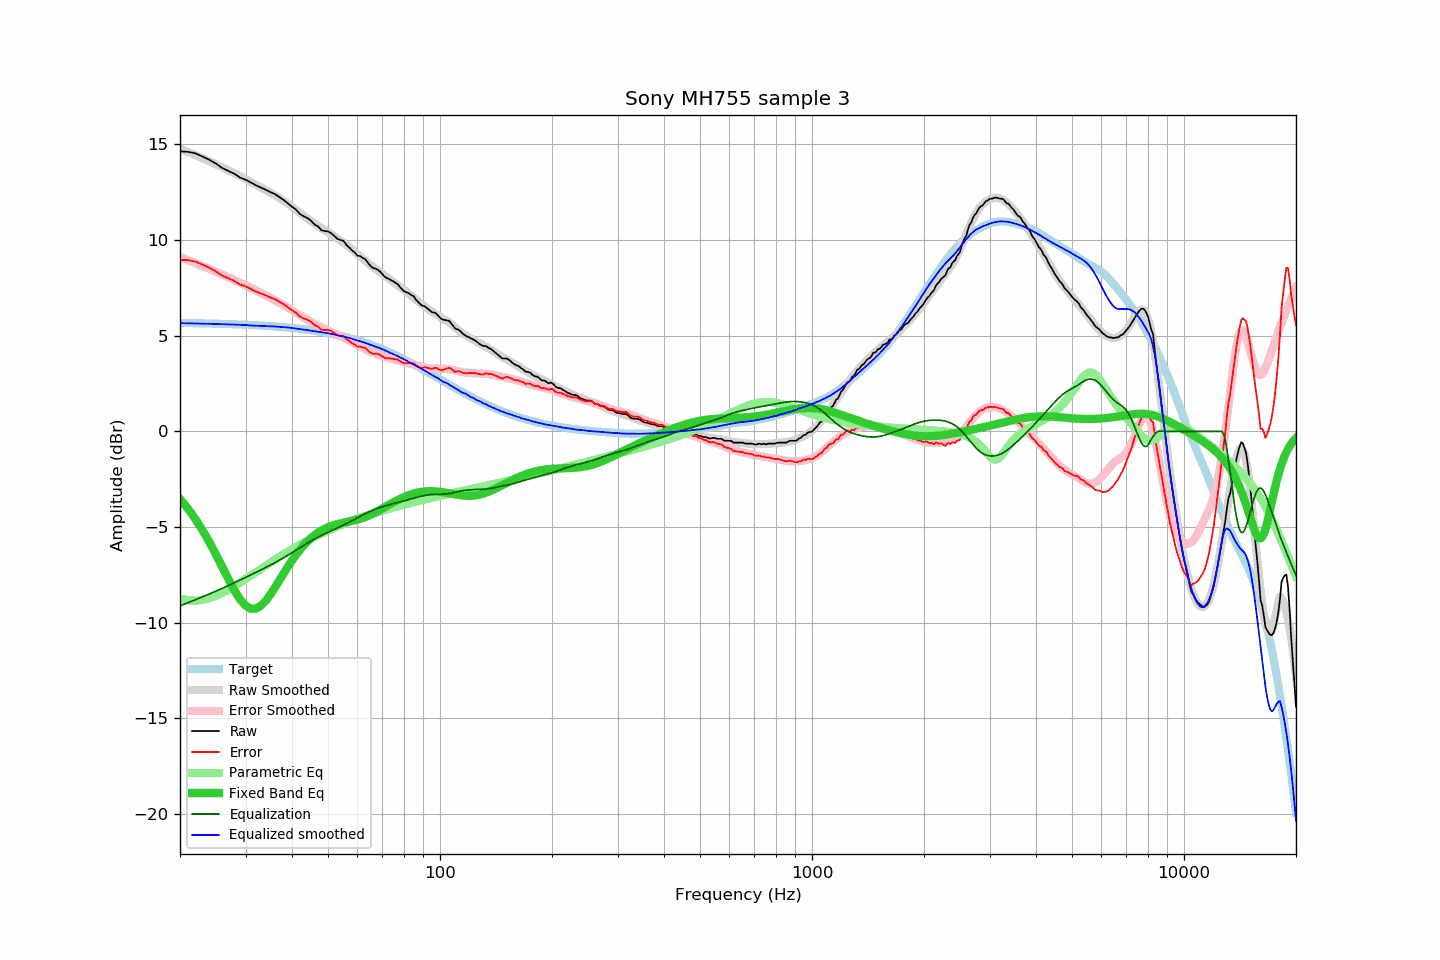 Sony MH755 sample 3
15
10
5
0
−5
−10
−15
−20
Amplitude (dBr)
Target
Raw Smoothed
Error Smoothed
Raw
Error
Parametric Eq
Fixed Band Eq
Equalization
Equalized smoothed
100
1000
10000
Frequency (Hz)